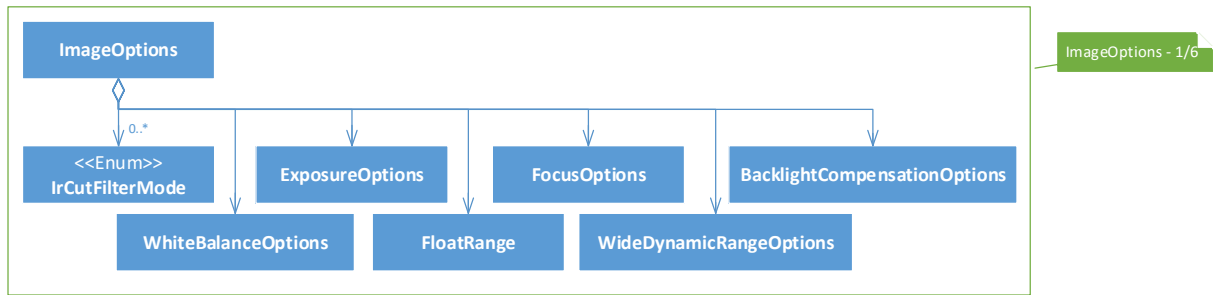 ImageOptions
ImageOptions - 1/6
0..*
<<Enum>>
IrCutFilterMode
ExposureOptions
FocusOptions
BacklightCompensationOptions
WhiteBalanceOptions
FloatRange
WideDynamicRangeOptions